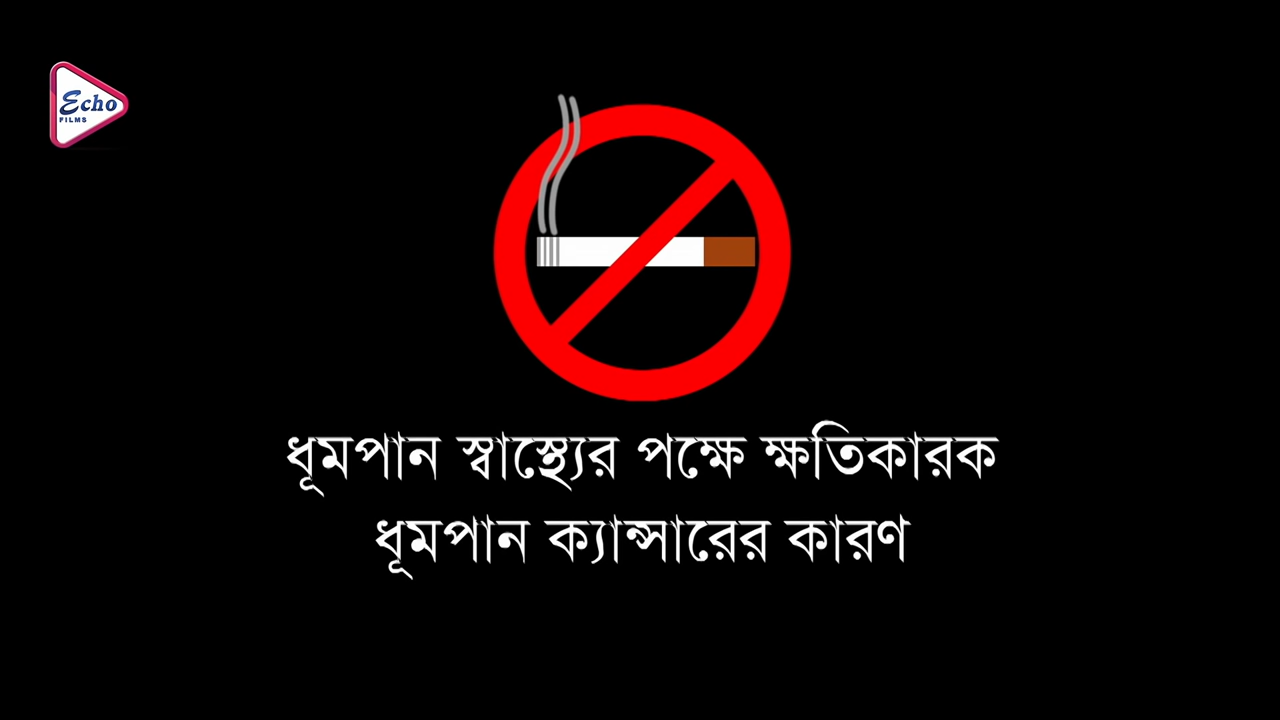 Echo
FILMS
ধূমপান স্বাস্থ্যের পক্ষে ক্ষতিকারক
ধূমপান ক্যান্সারের কারণ